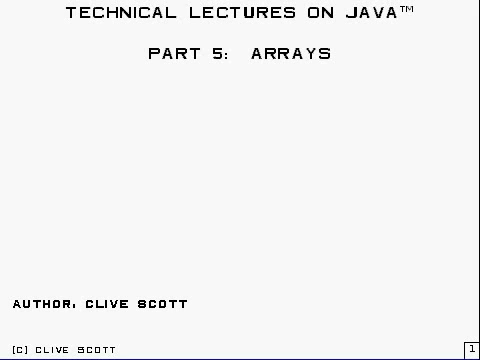 TECHNICAL LECTURES ON JAVA™
PART 5: ARRAYS
AUTHOR: CLIVE SCOTT
(C) CLIVE SCOTT
1